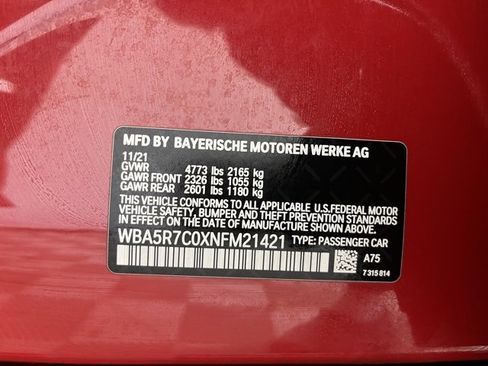 MFD BY BAYERISCHE MOTOREN WERKE AG
11/21
GVWR 4773 lbs 2165 kg
GAWR FRONT 2326 lbs 1055 kg
GAWR REAR 2601 lbs 1180 kg
THIS VEHICLE CONFORMS TO ALL APPLICABLE U.S.FEDERAL MOTOR
VEHICLE SAFETY, BUMPER AND THEFT PREVENTION STANDARDS
IN EFFECT ON THE DATE OF MANUFACTURE SHOWN ABOVE.
WBA5R7C0XNFM21421 TYPE: PASSENGER CAR
A75
7 315 814